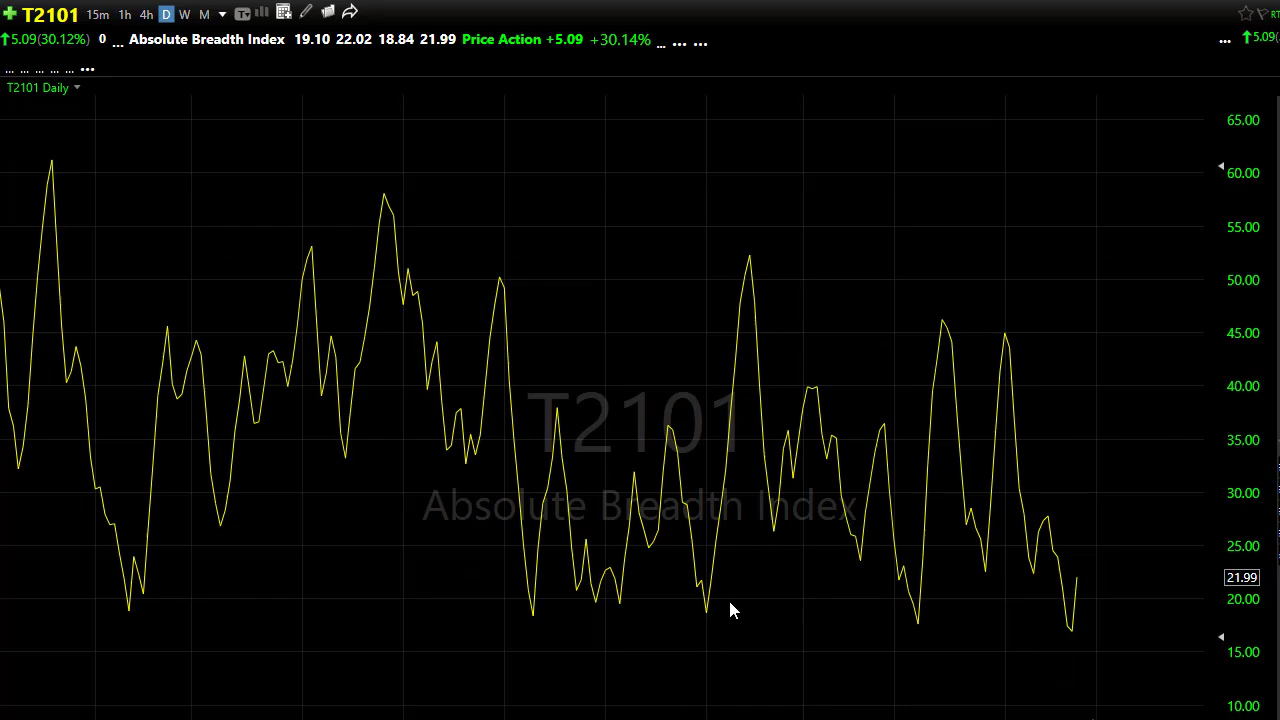 T2101 15m 1h 4h D W M T RT
5.09(30.12%) 0 ... Absolute Breadth Index 19.10 22.02 18.84 21.99 Price Action +5.09 +30.14% ... ... ... ... 5.09(
... ... ... ... ... ...
T2101 Daily
65.00
60.00
55.00
50.00
45.00
40.00
T2101
35.00
30.00
Absolute Breadth Index
25.00
21.99
20.00
15.00
10.00